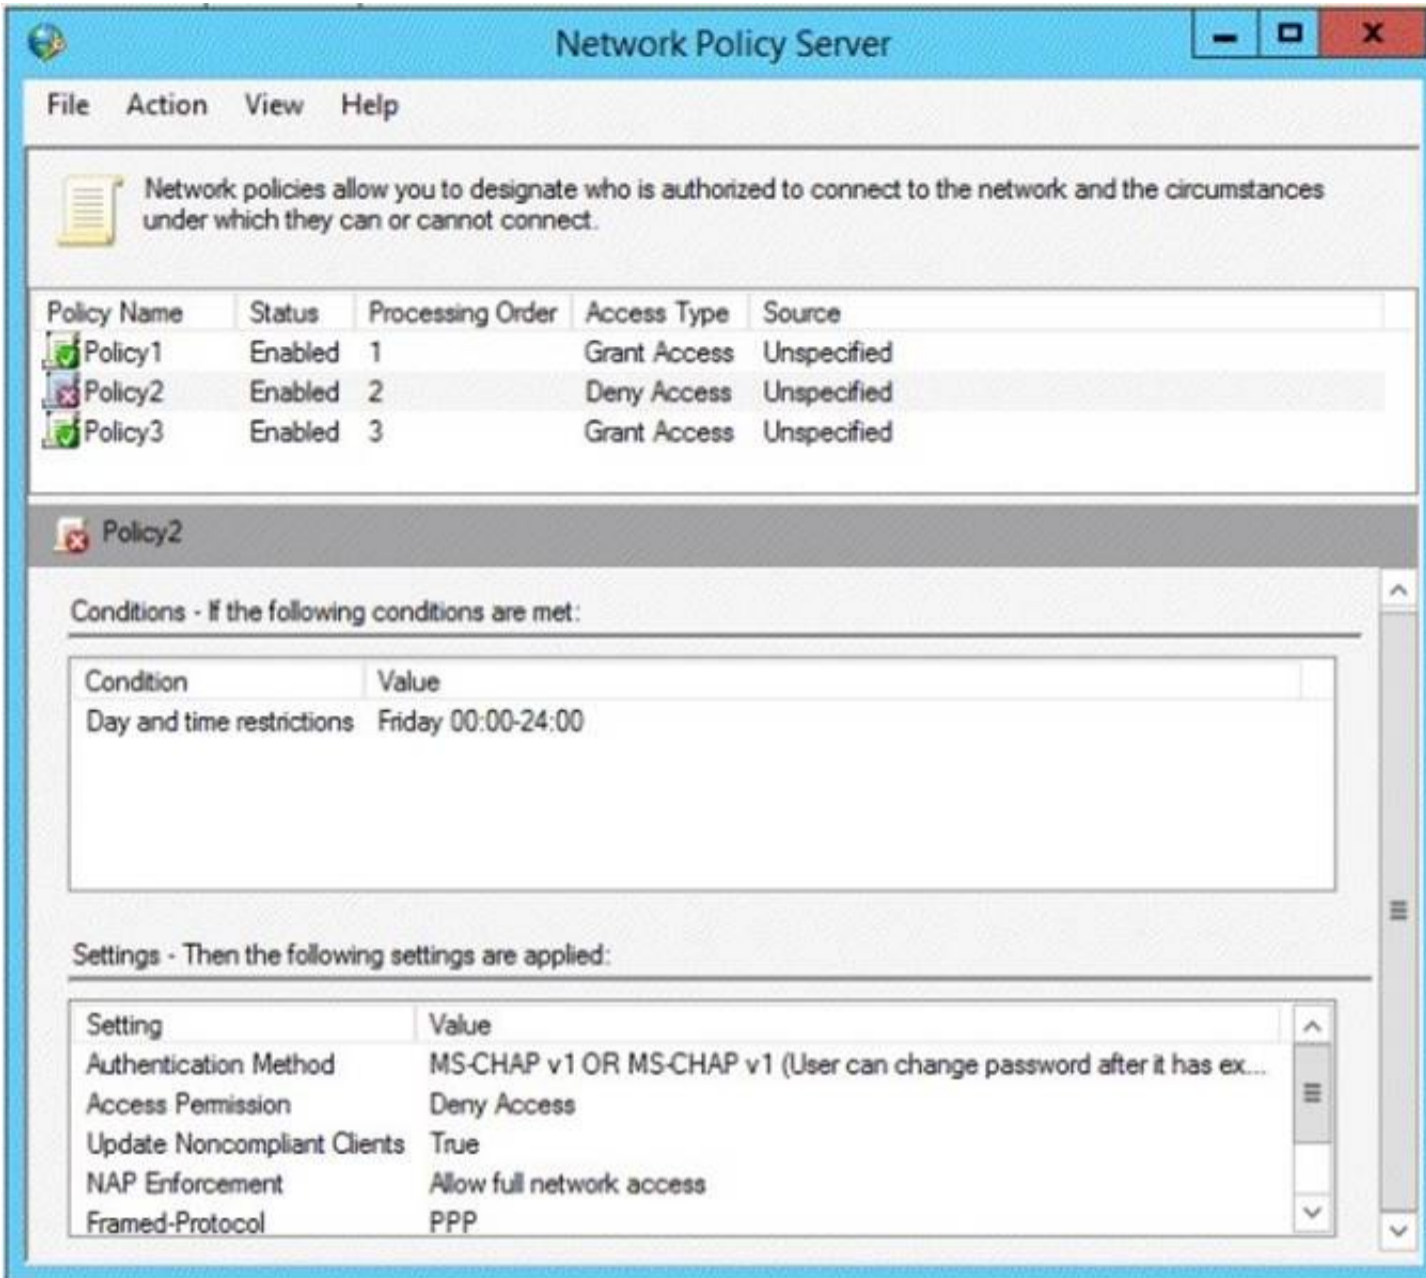 Network Policy Server
File Action View Help
Network policies allow you to designate who is authorized to connect to the network and the circumstances
under which they can or cannot connect.
Policy Name Status Processing Order Access Type Source
Policy1 Enabled 1 Grant Access Unspecified
Policy2 Enabled 2 Deny Access Unspecified
Policy3 Enabled 3 Grant Access Unspecified
Policy2
Conditions - If the following conditions are met:
Condition Value
Day and time restrictions Friday 00:00-24:00
Settings - Then the following settings are applied:
Setting Value
Authentication Method MS-CHAP v1 OR MS-CHAP v1 (User can change password after it has ex...
Access Permission Deny Access
Update Noncompliant Clients True
NAP Enforcement Allow full network access
Framed-Protocol PPP